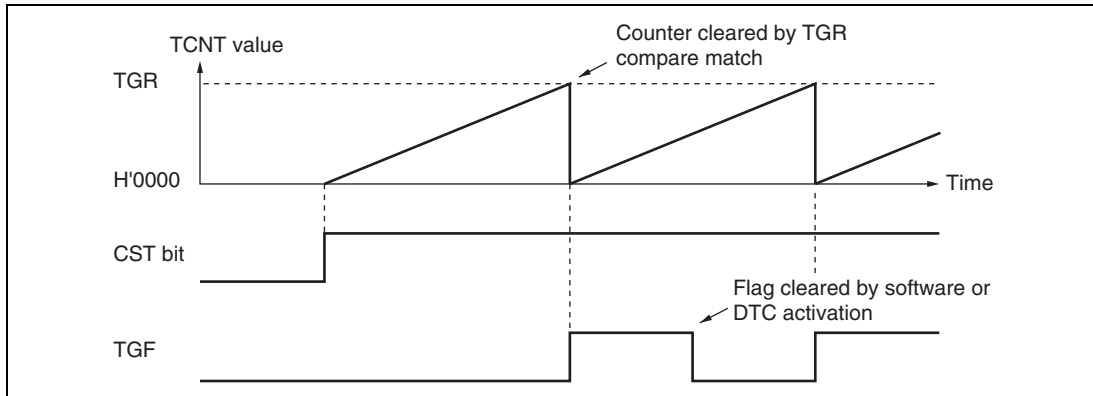 TCNT value
Counter cleared by TGR
compare match
TGR
H'0000
Time
CST bit
Flag cleared by software or
DTC activation
TGF